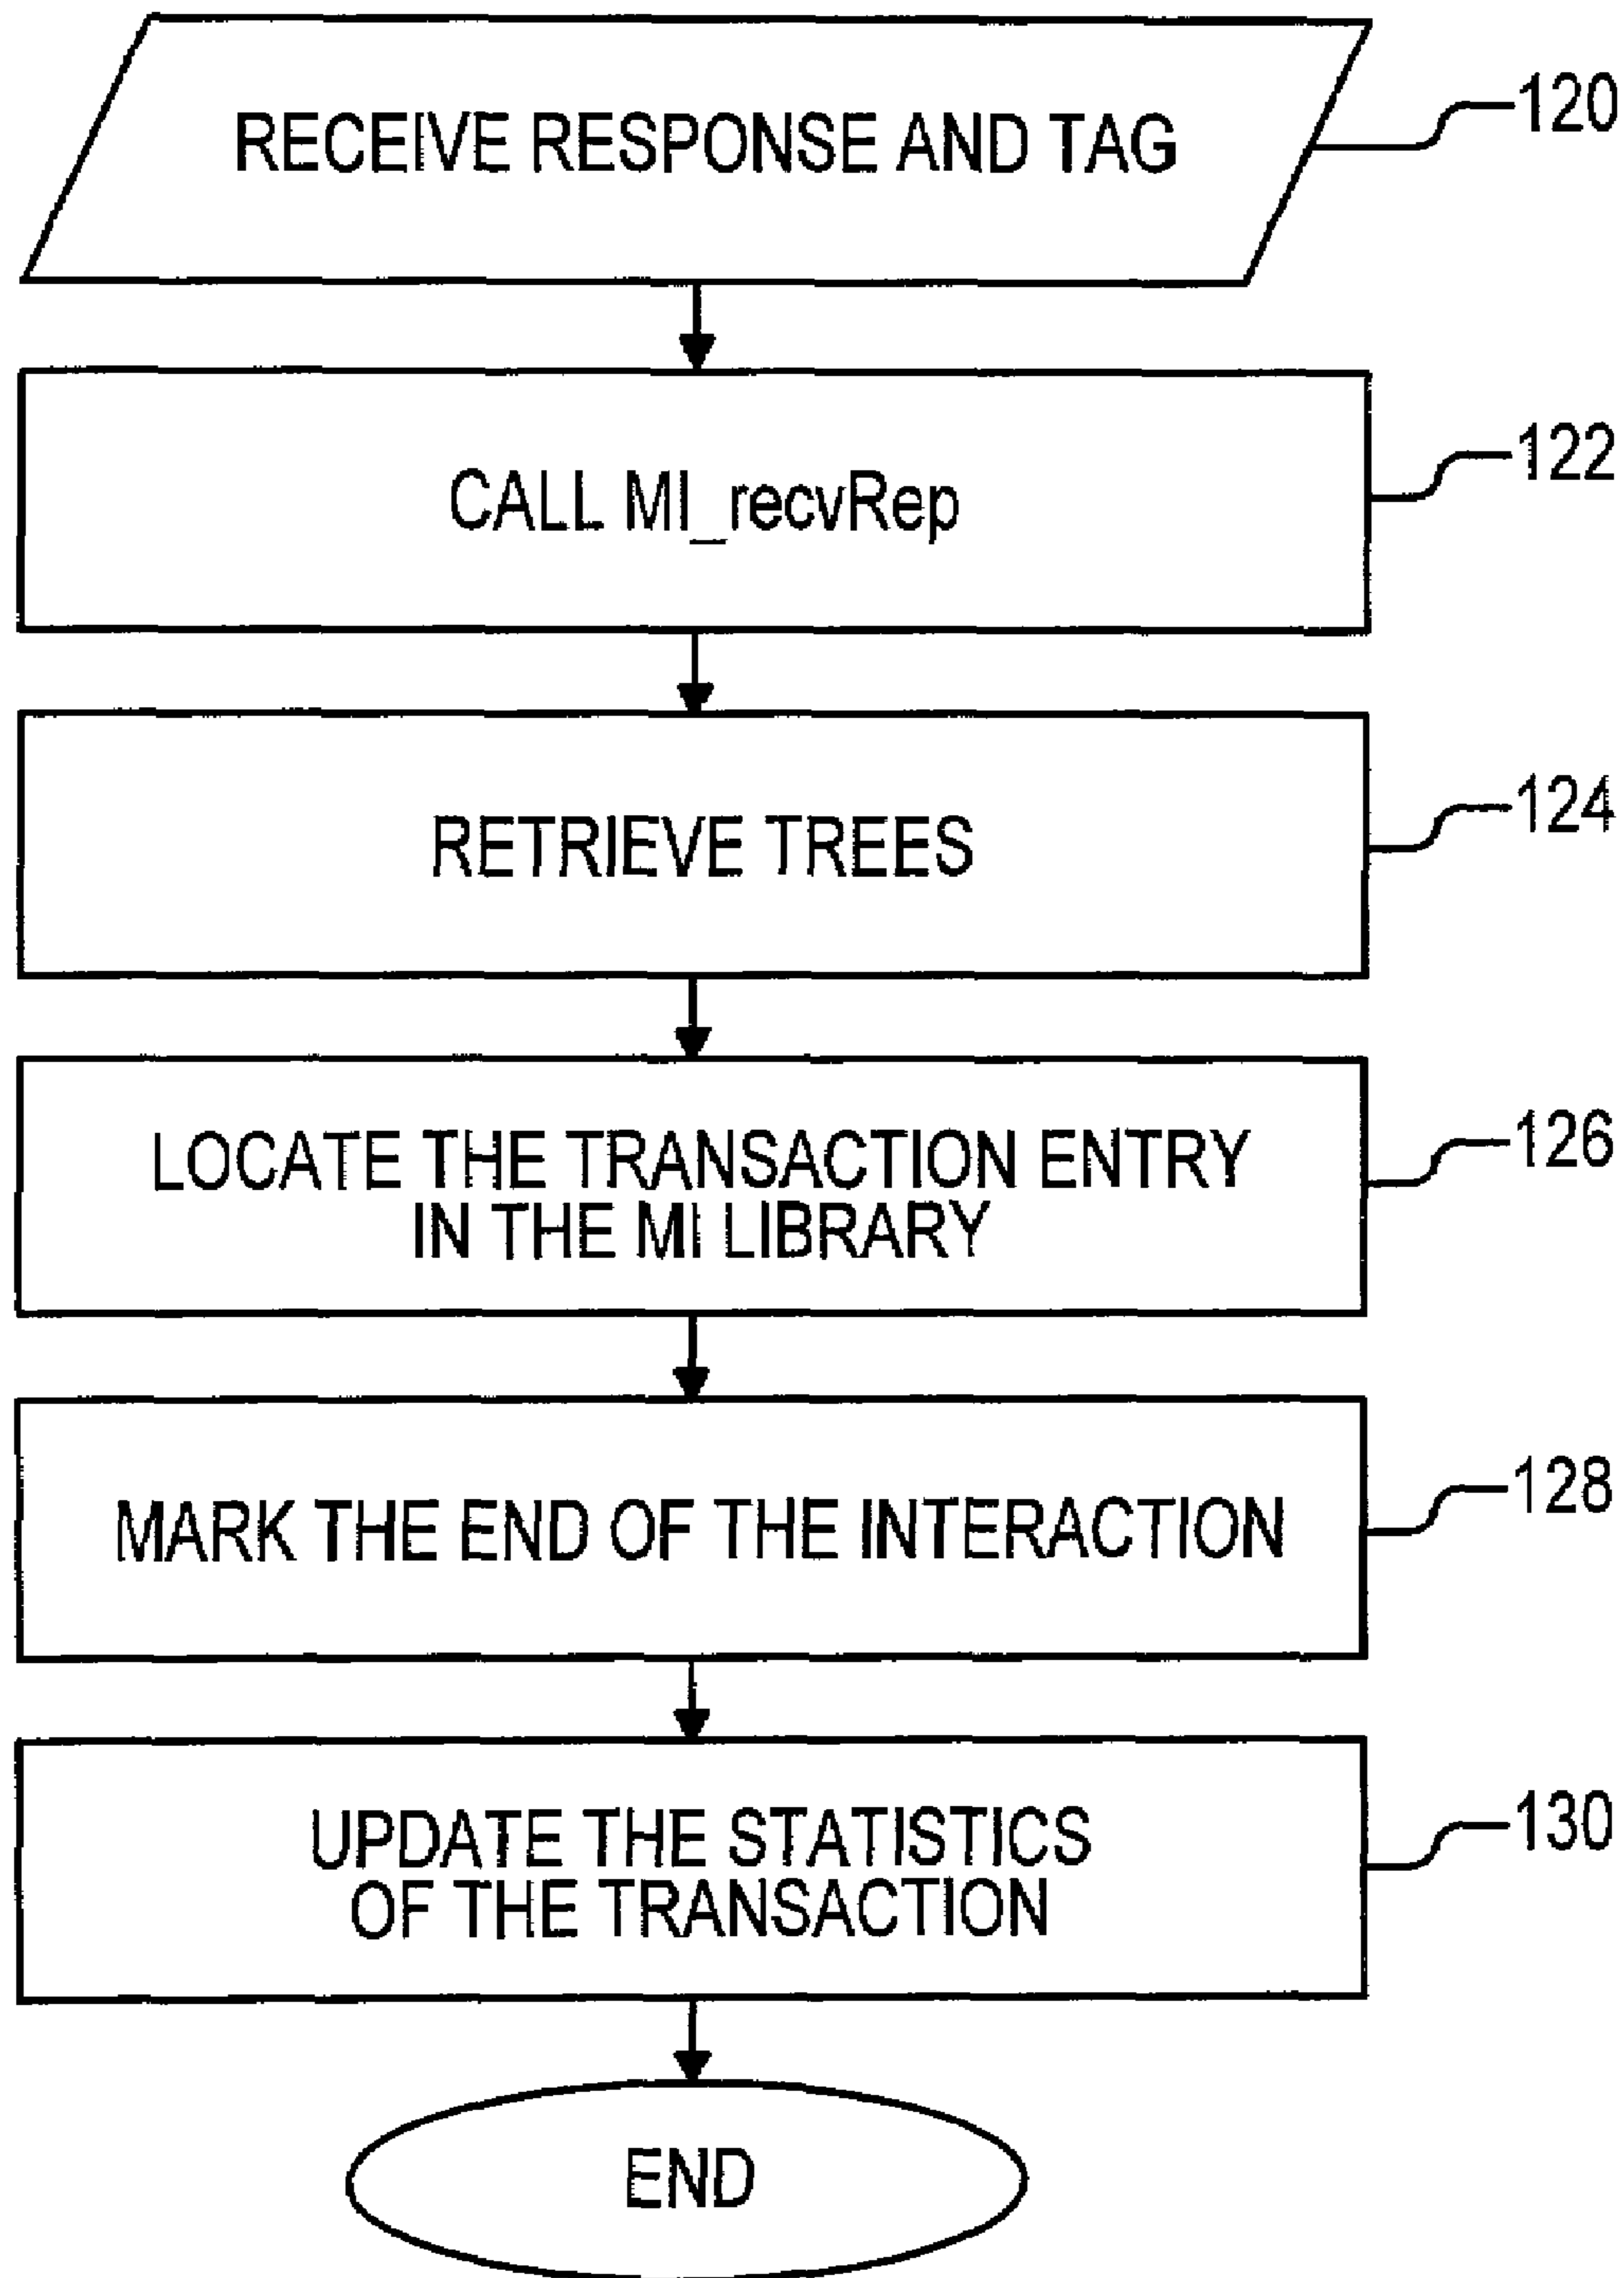 RECEIVE RESPONSE AND TAG
120
CALL MI_recvRep
122
RETRIEVE TREES
124
LOCATE THE TRANSACTION ENTRY
IN THE MI LIBRARY
126
MARK THE END OF THE INTERACTION
128
UPDATE THE STATISTICS
OF THE TRANSACTION
130
END